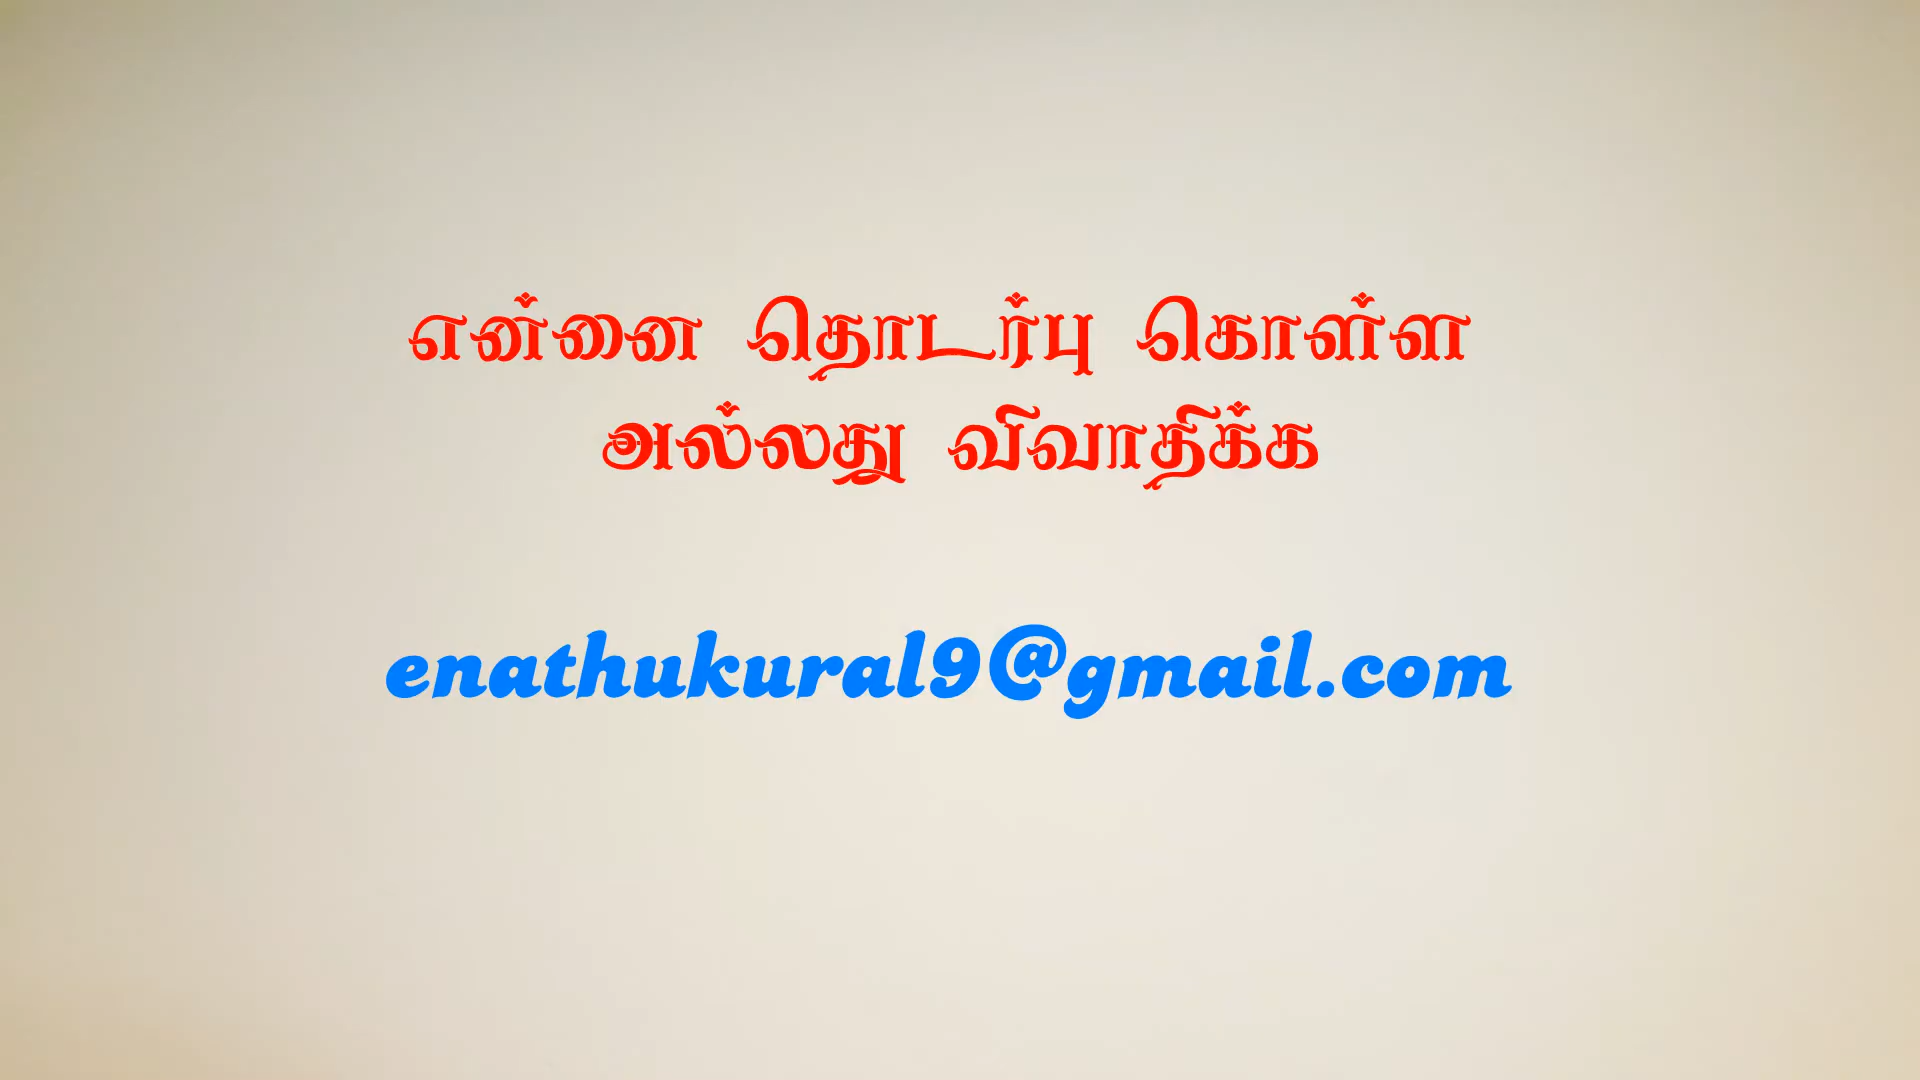 என்னை தொடர்பு கொள்ள
அல்லது விவாதிக்க
enathukural9@gmail.com